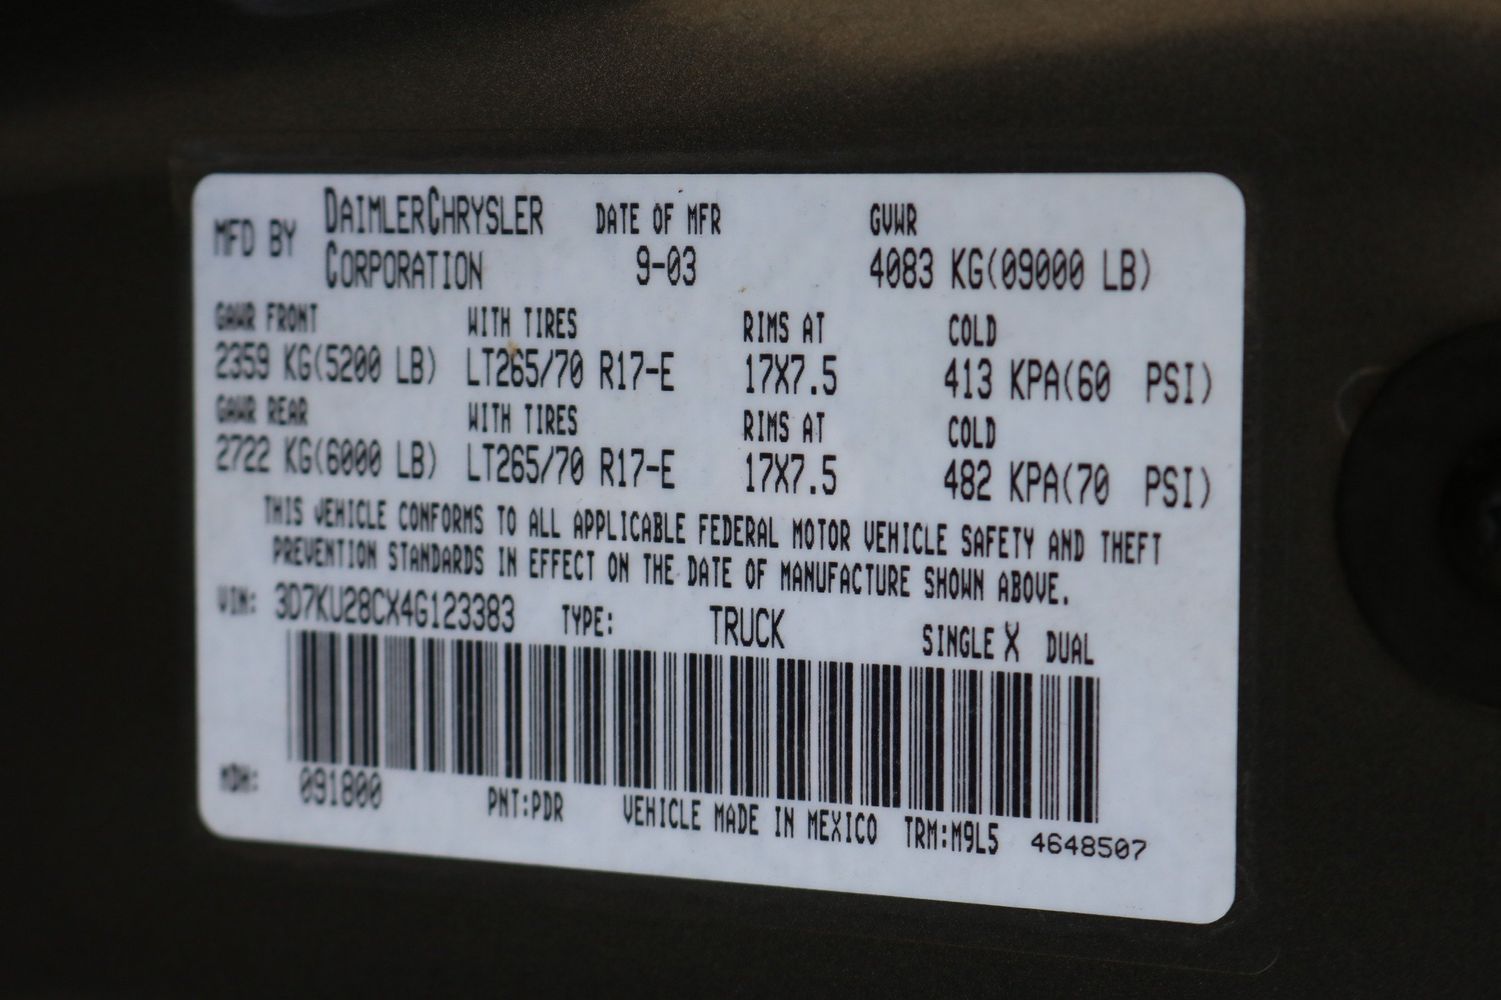 MFD BY DAIMLERCHRYSLER CORPORATION DATE OF MFR 9-03 GVWR 4083 KG(09000 LB)
GAWR FRONT WITH TIRES RIMS AT COLD
2359 KG(5200 LB) LT265/70 R17-E 17X7.5 413 KPA(60 PSI)
GAWR REAR WITH TIRES RIMS AT COLD
2722 KG(6000 LB) LT265/70 R17-E 17X7.5 482 KPA(70 PSI)
THIS VEHICLE CONFORMS TO ALL APPLICABLE FEDERAL MOTOR VEHICLE SAFETY AND THEFT
PREVENTION STANDARDS IN EFFECT ON THE DATE OF MANUFACTURE SHOWN ABOVE.
VIN: 3D7KU28CX4G123383 TYPE: TRUCK SINGLE X DUAL
MDH: 091800 PNT:PDR VEHICLE MADE IN MEXICO TRM:M9L5 4648507